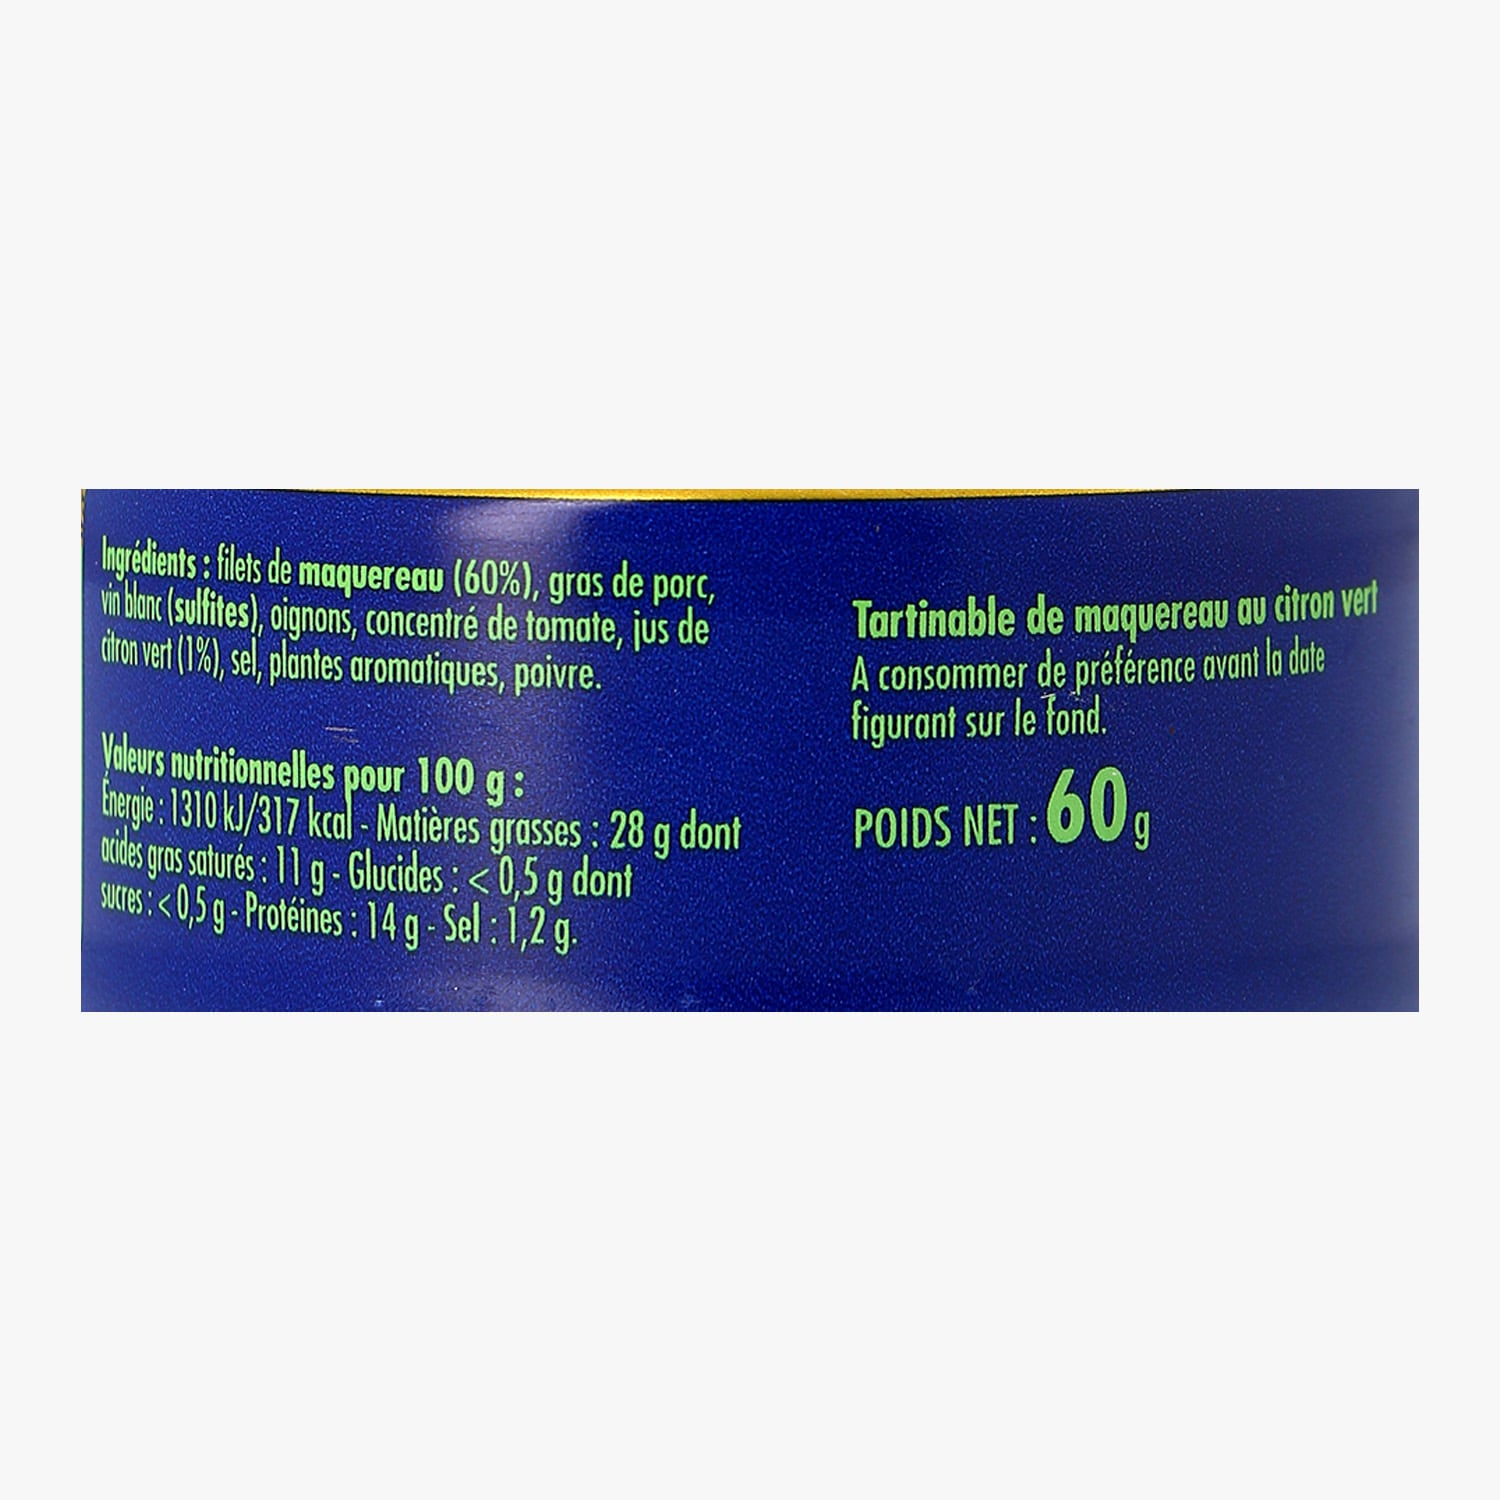 Ingrédients : filets de maquereau (60%), gras de porc,
vin blanc (sulfites), oignons, concentré de tomate, jus de
citron vert (1%), sel, plantes aromatiques, poivre.
Valeurs nutritionnelles pour 100 g :
Énergie : 1310 kJ/317 kcal - Matières grasses : 28 g dont
acides gras saturés : 11 g - Glucides : < 0,5 g dont
sucres : < 0,5 g - Protéines : 14 g - Sel : 1,2 g.
Tartinable de maquereau au citron vert
A consommer de préférence avant la date
figurant sur le fond.
POIDS NET : 60 g